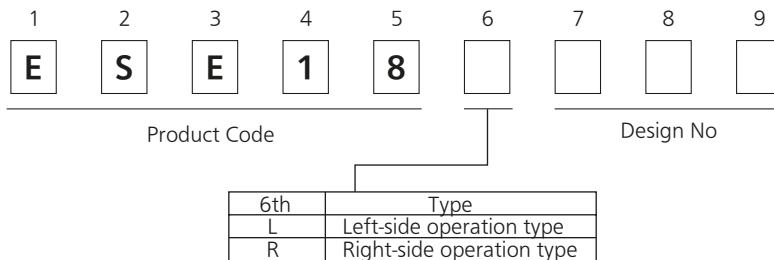 1 2 3 4 5 6 7 8 9
E S E 1 8
Product Code
Design No
6th Type
L Left-side operation type
R Right-side operation type